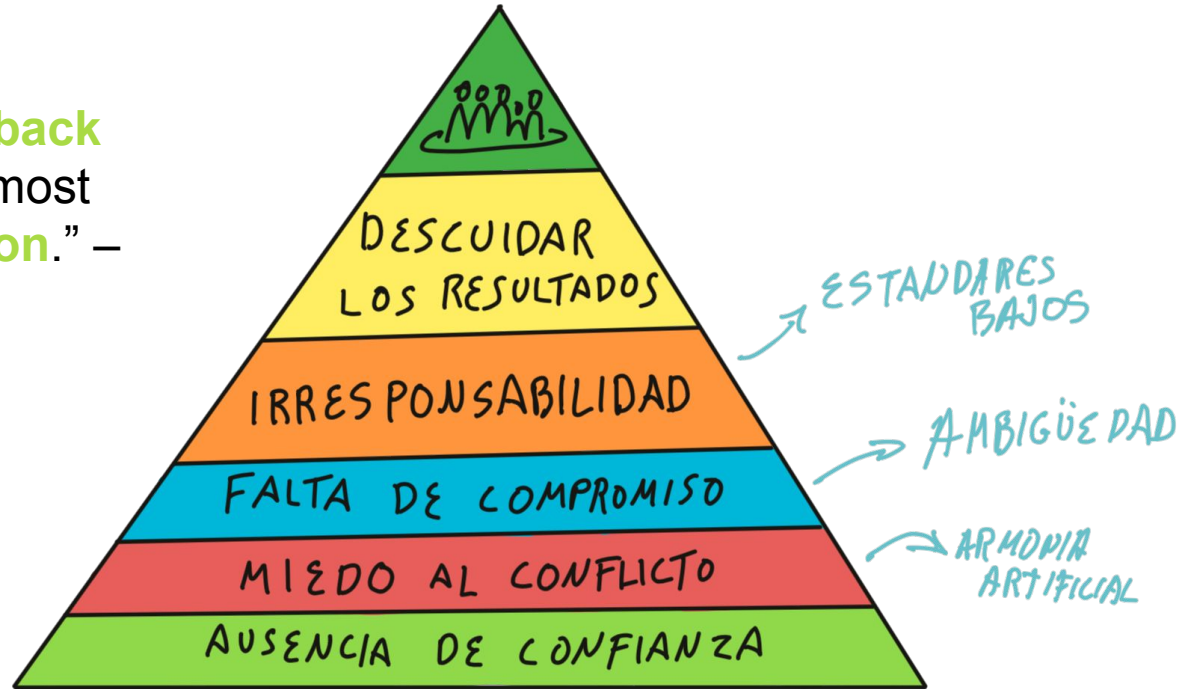 back
most
on.” –
DESCUIDAR
LOS RESULTADOS
ESTANDARES
BAJOS
IRRESPONSABILIDAD
AMBIGÜEDAD
FALTA DE COMPROMISO
MIEDO AL CONFLICTO
ARMONIA
ARTIFICIAL
AUSENCIA DE CONFIANZA